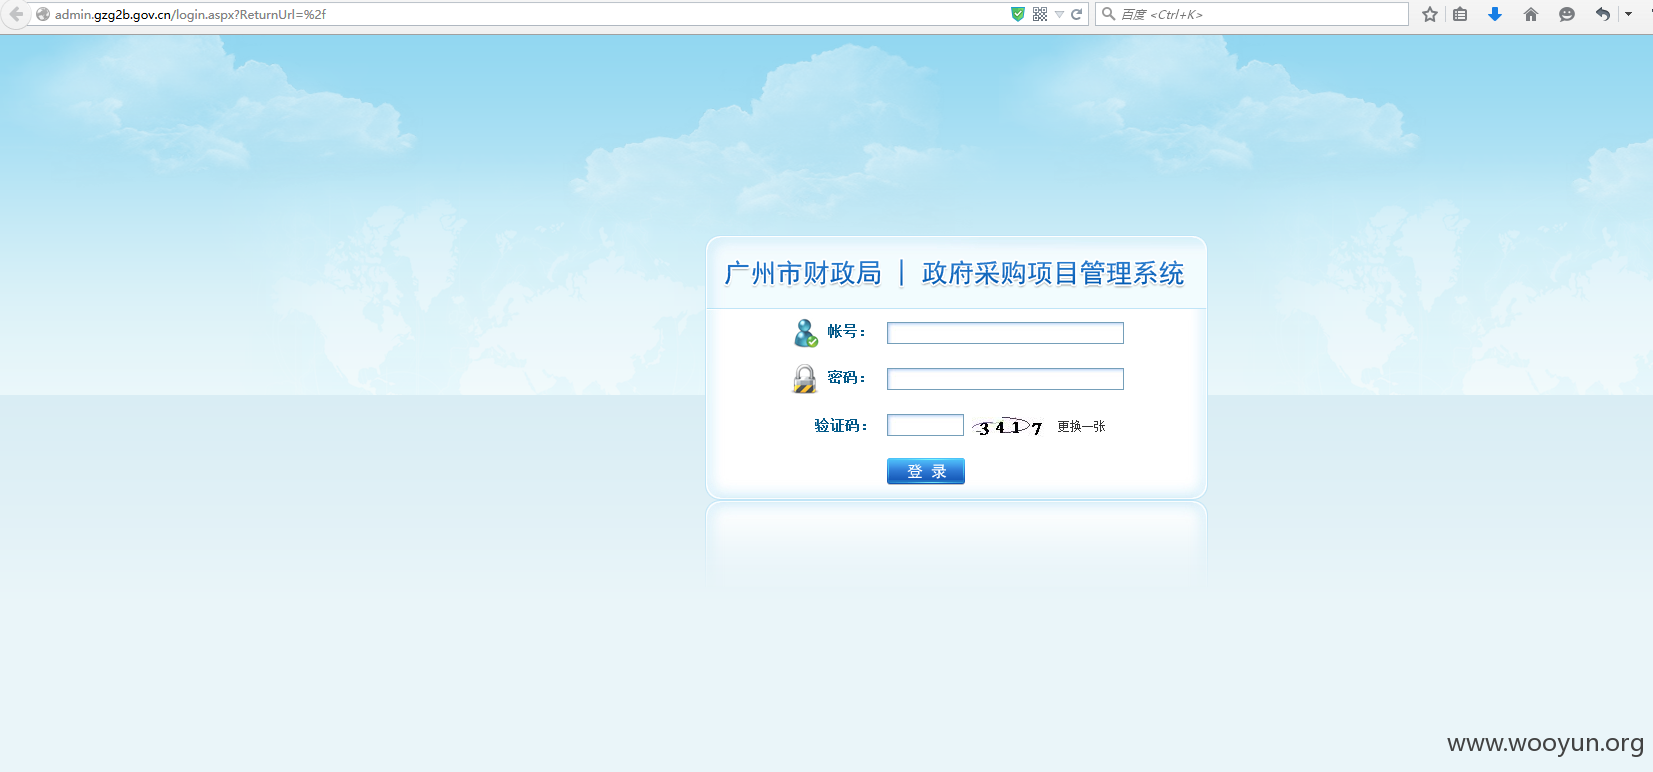 admin.gzg2b.gov.cn/login.aspx?ReturnUrl=%2f
百度 <Ctrl+K>
广州市财政局 | 政府采购项目管理系统
帐号：
密码：
验证码： 3417 更换一张
登 录
www.wooyun.org